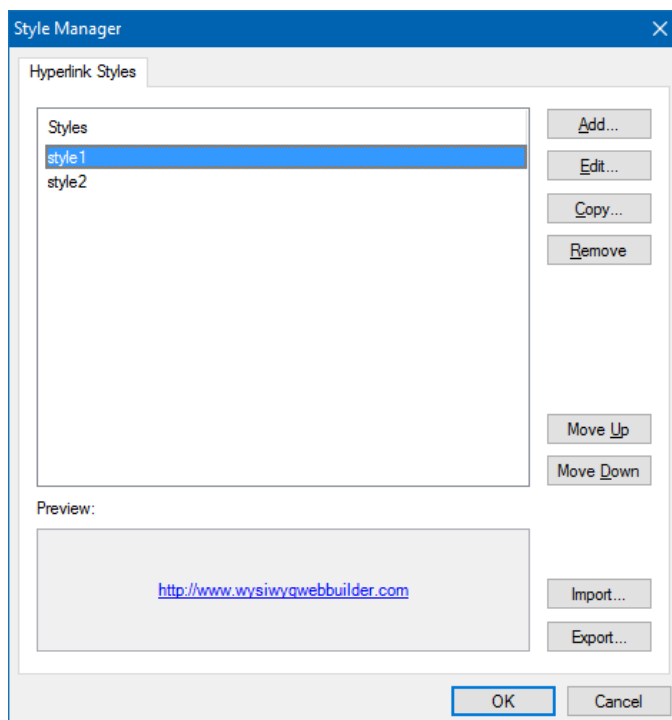 Style Manager
Hyperlink Styles
Styles
style1
style2
Add...
Edit...
Copy...
Remove
Move Up
Move Down
Preview:
http://www.wysiwygwebbuilder.com
Import...
Export...
OK
Cancel